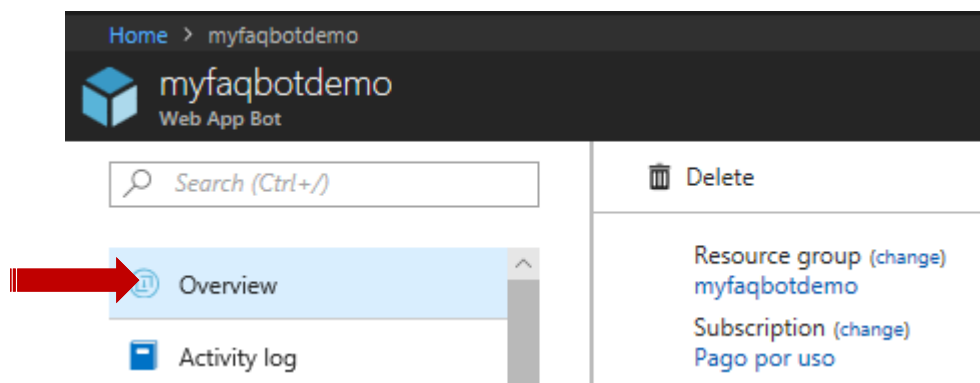 Home > myfaqbotdemo
myfaqbotdemo
Web App Bot
Search (Ctrl+/)
Delete
Overview
Activity log
Resource group (change)
myfaqbotdemo
Subscription (change)
Pago por uso